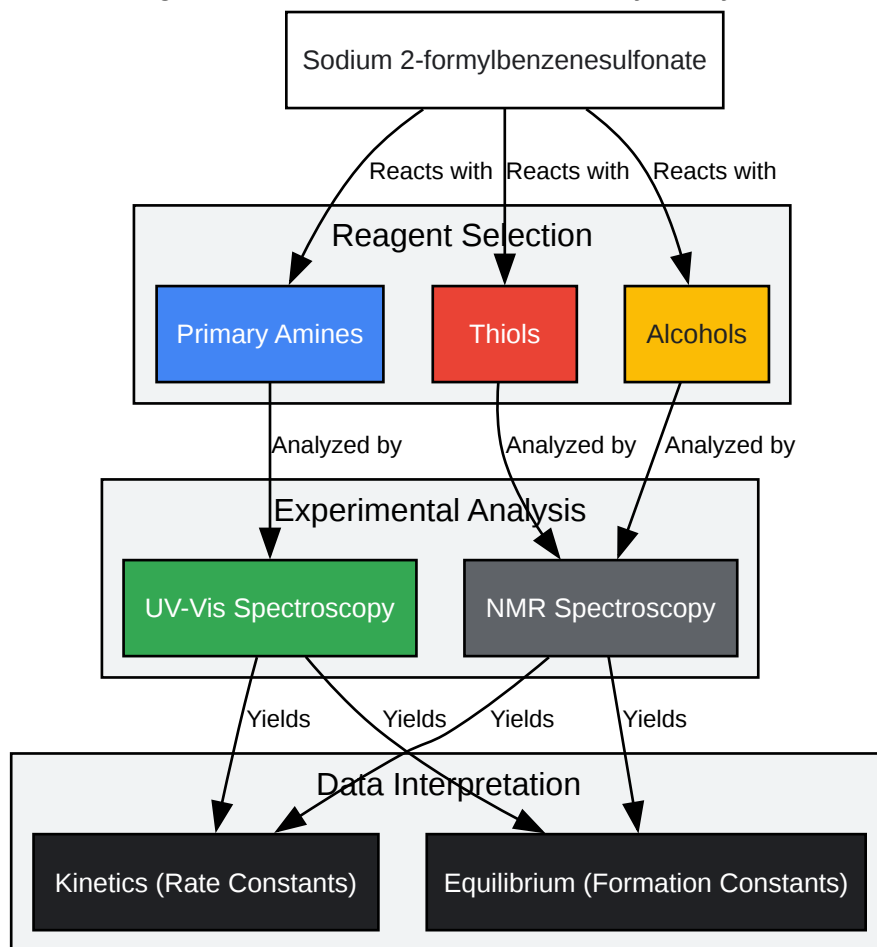 Sodium 2-formylbenzenesulfonate
Reacts with
Reacts with
Reacts with
Reagent Selection
Primary Amines
Thiols
Alcohols
Analyzed by
Analyzed by
Analyzed by
Experimental Analysis
UV-Vis Spectroscopy
NMR Spectroscopy
Yields
Yields
Yields
Yields
Data Interpretation
Kinetics (Rate Constants)
Equilibrium (Formation Constants)